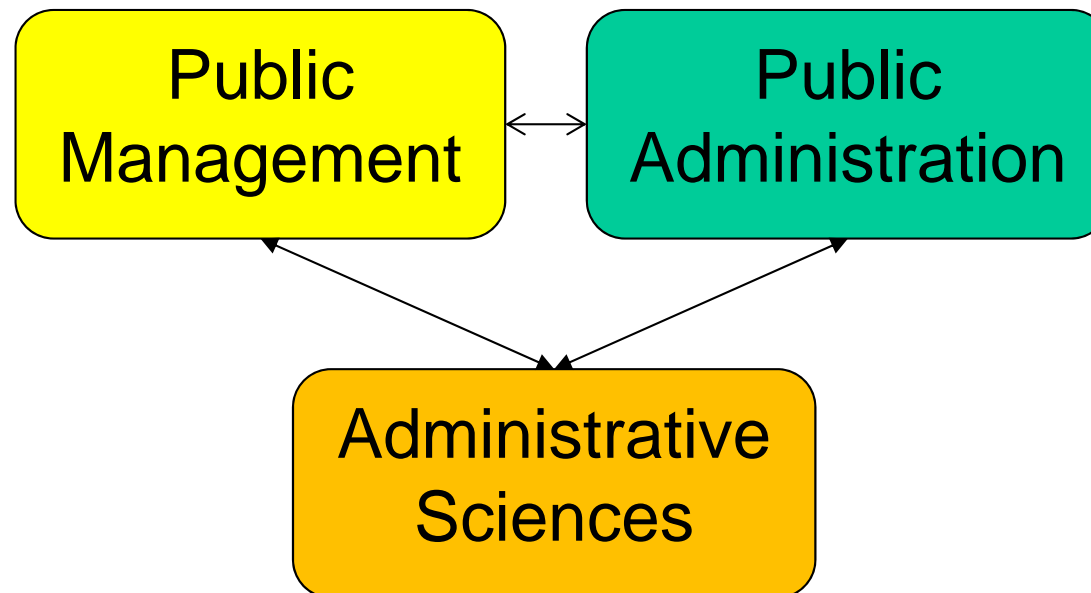 Public
Management
Public
Administration
Administrative
Sciences